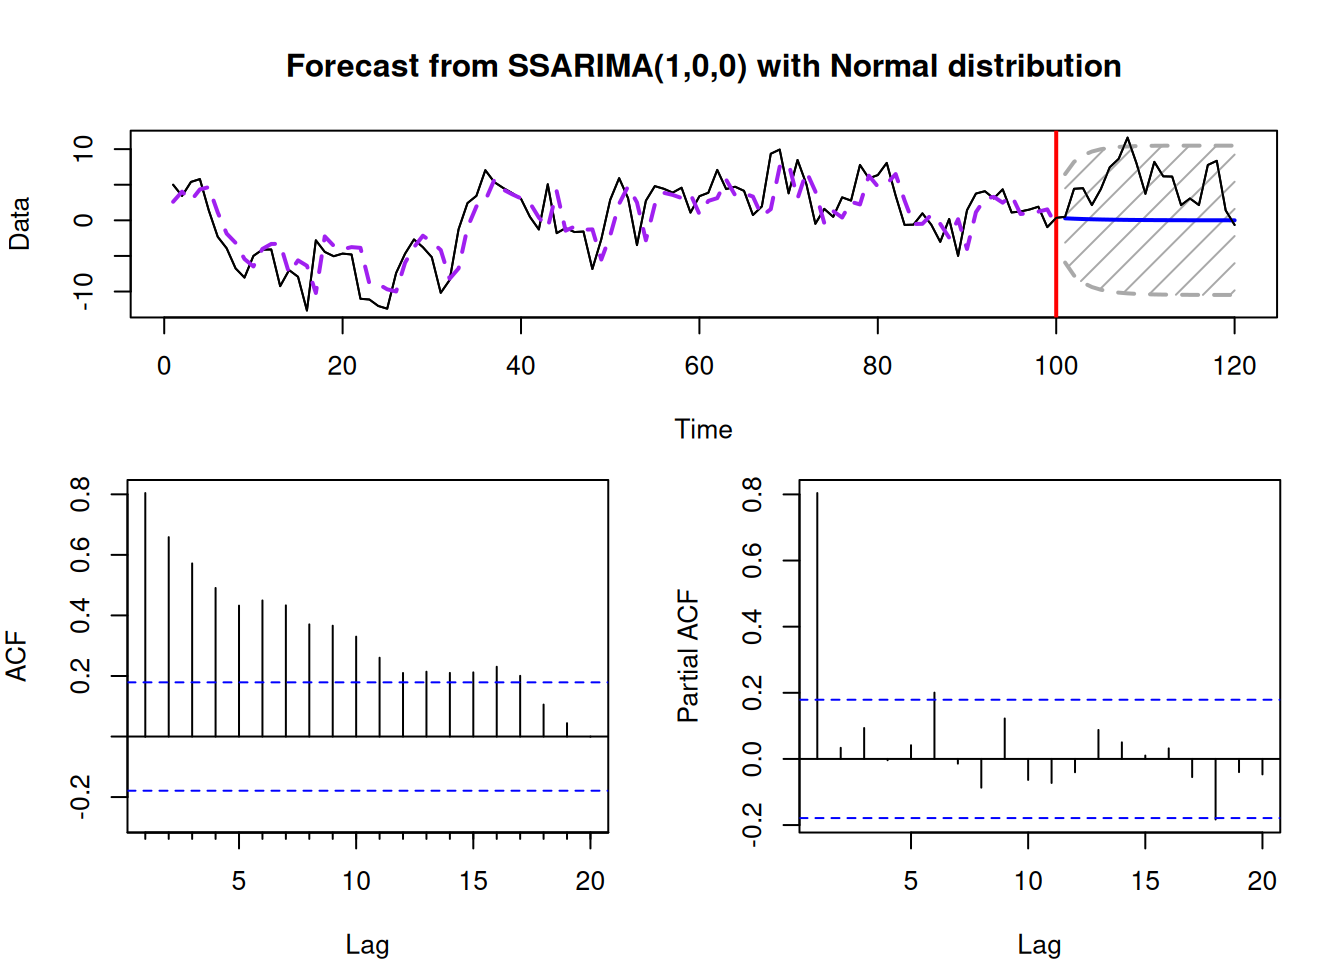 Forecast from SSARIMA(1,0,0) with Normal distribution
Data
10
0
-10
0 20 40 60 80 100 120
Time
ACF
0.8
0.6
0.4
0.2
-0.2
5 10 15 20
Lag
Partial ACF
0.8
0.6
0.4
0.2
0.0
-0.2
5 10 15 20
Lag